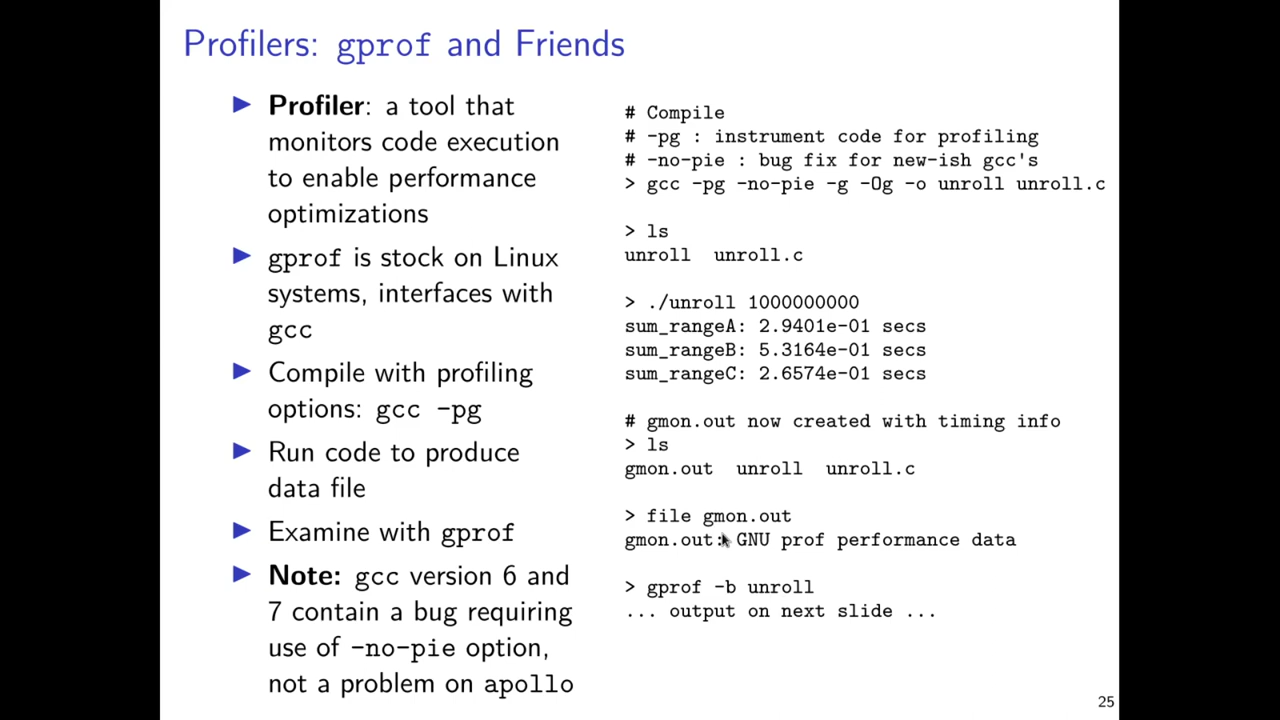 Profilers: gprof and Friends
Profiler: a tool that
monitors code execution
to enable performance
optimizations
gprof is stock on Linux
systems, interfaces with
gcc
Compile with profiling
options: gcc -pg
Run code to produce
data file
Examine with gprof
Note: gcc version 6 and
7 contain a bug requiring
use of -no-pie option,
not a problem on apollo
# Compile
# -pg : instrument code for profiling
# -no-pie : bug fix for new-ish gcc's
> gcc -pg -no-pie -g -Og -o unroll unroll.c
> ls
unroll  unroll.c
> ./unroll 1000000000
sum_rangeA: 2.9401e-01 secs
sum_rangeB: 5.3164e-01 secs
sum_rangeC: 2.6574e-01 secs
# gmon.out now created with timing info
> ls
gmon.out  unroll  unroll.c
> file gmon.out
gmon.out: GNU prof performance data
> gprof -b unroll
... output on next slide ...
25